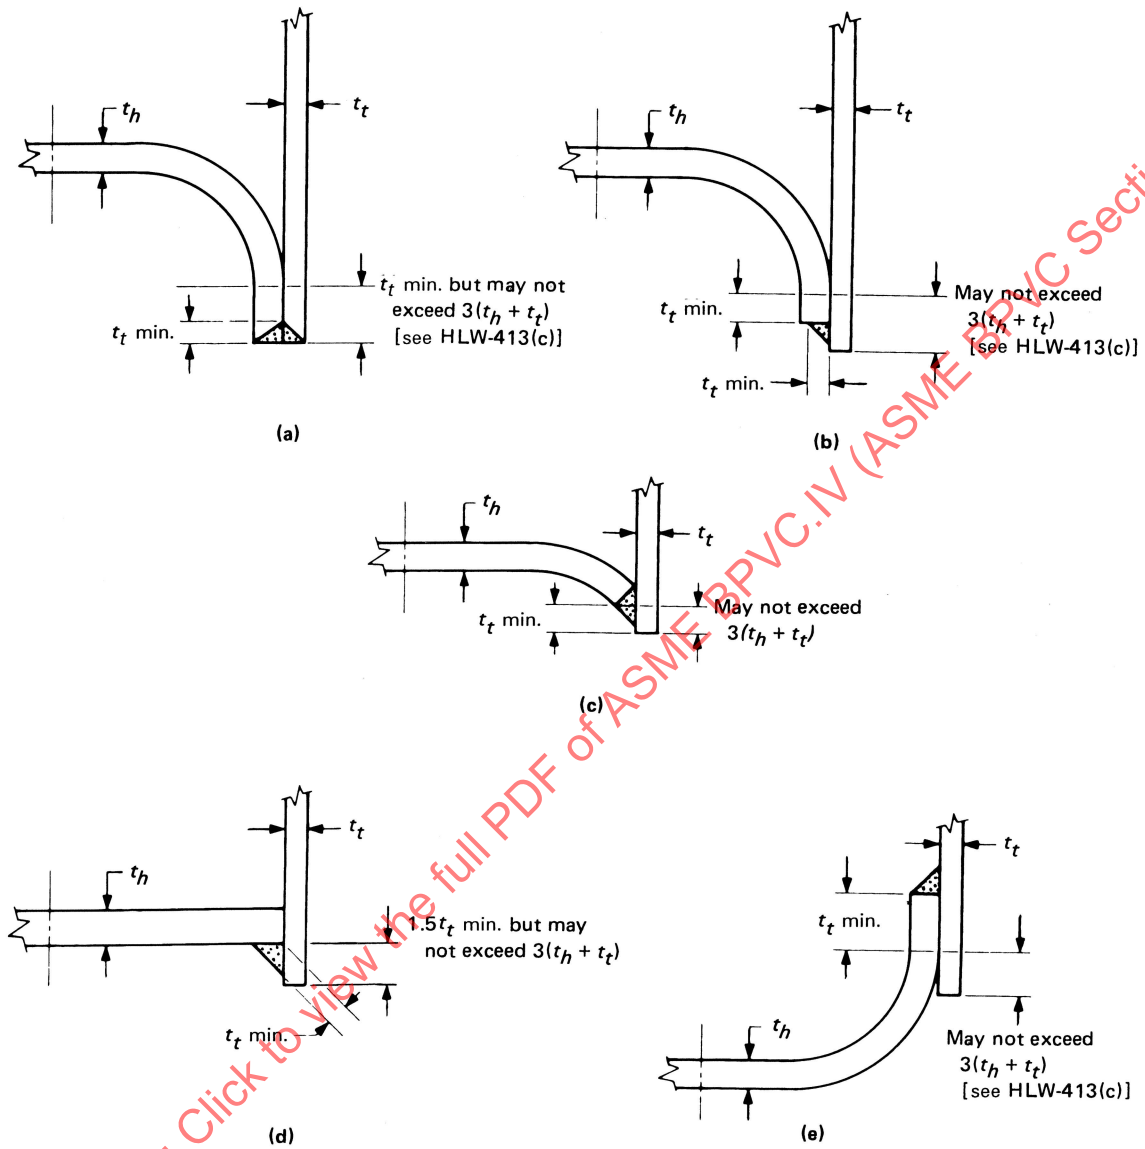 t_h
t_t
t_t min. but may not
exceed 3(t_h + t_t)
[see HLW-413(c)]
t_t min.
(a)
t_h
t_t
t_t min.
May not exceed
3(t_h + t_t)
[see HLW-413(c)]
t_t min.
(b)
t_h
t_t
t_t min.
May not exceed
3(t_h + t_t)
(c)
t_h
t_t
1.5t_t min. but may
not exceed 3(t_h + t_t)
t_t min.
(d)
t_t
t_t min.
t_h
May not exceed
3(t_h + t_t)
[see HLW-413(c)]
(e)
Click to view the full PDF of ASME BPVC.IV (ASME BPVC Secti